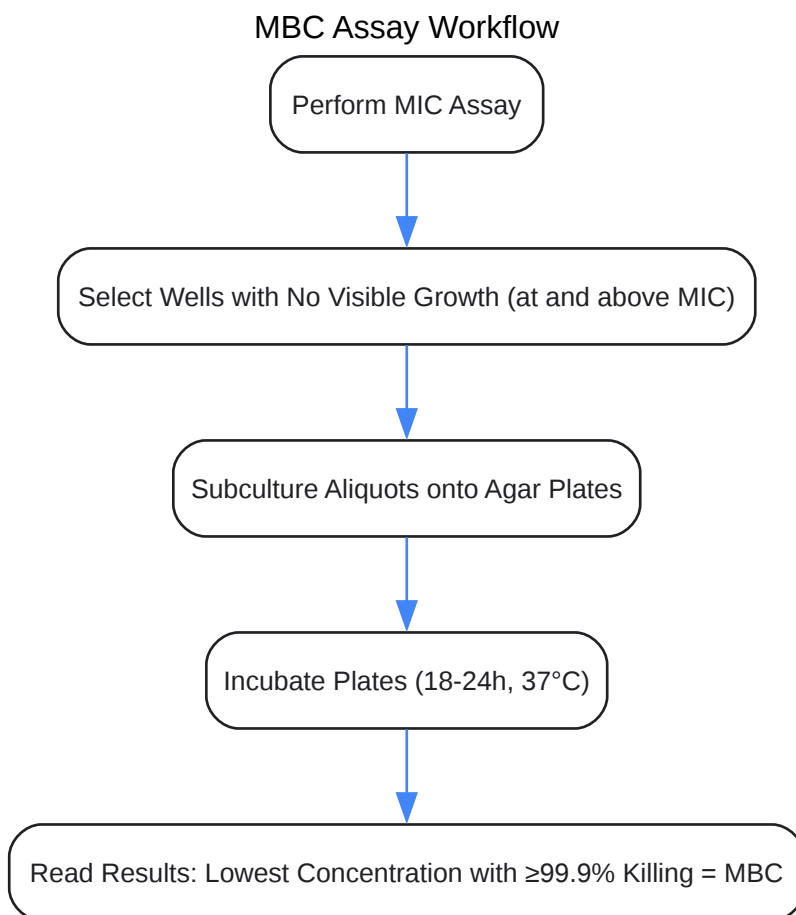 MBC Assay Workflow
Perform MIC Assay
Select Wells with No Visible Growth (at and above MIC)
Subculture Aliquots onto Agar Plates
Incubate Plates (18-24h, 37°C)
Read Results: Lowest Concentration with ≥99.9% Killing = MBC